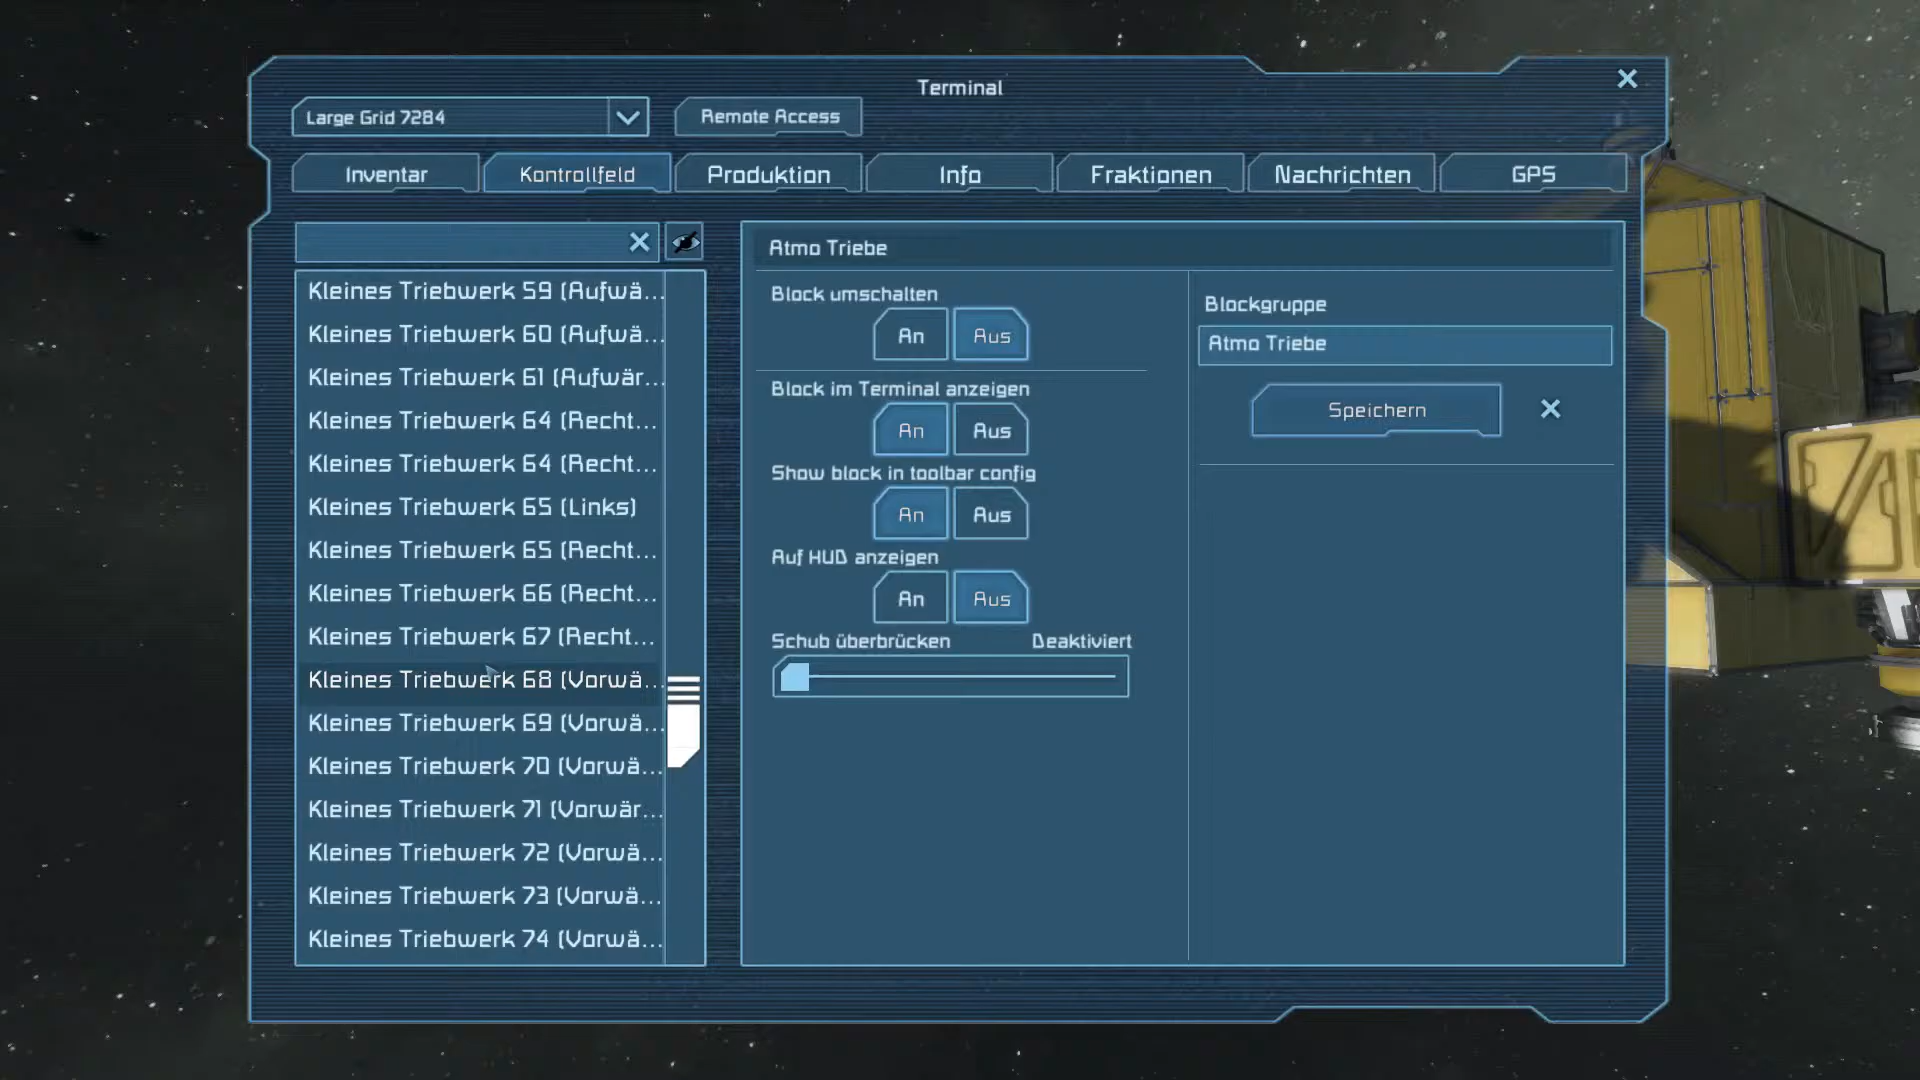 Terminal
Large Grid 7284
Remote Access
Inventar
Kontrollfeld
Produktion
Info
Fraktionen
Nachrichten
GPS
Kleines Triebwerk 59 (Aufwä...
Kleines Triebwerk 60 (Aufwä...
Kleines Triebwerk 61 (Aufwär...
Kleines Triebwerk 64 (Recht...
Kleines Triebwerk 64 (Recht...
Kleines Triebwerk 65 (Links)
Kleines Triebwerk 65 (Recht...
Kleines Triebwerk 66 (Recht...
Kleines Triebwerk 67 (Recht...
Kleines Triebwerk 68 (Vorwä...
Kleines Triebwerk 69 (Vorwä...
Kleines Triebwerk 70 (Vorwä...
Kleines Triebwerk 71 (Vorwär...
Kleines Triebwerk 72 (Vorwä...
Kleines Triebwerk 73 (Vorwä...
Kleines Triebwerk 74 (Vorwä...
Atmo Triebe
Block umschalten
An Aus
Block im Terminal anzeigen
An Aus
Show block in toolbar config
An Aus
Auf HUD anzeigen
An Aus
Schub überbrücken Deaktiviert
Blockgruppe
Atmo Triebe
Speichern